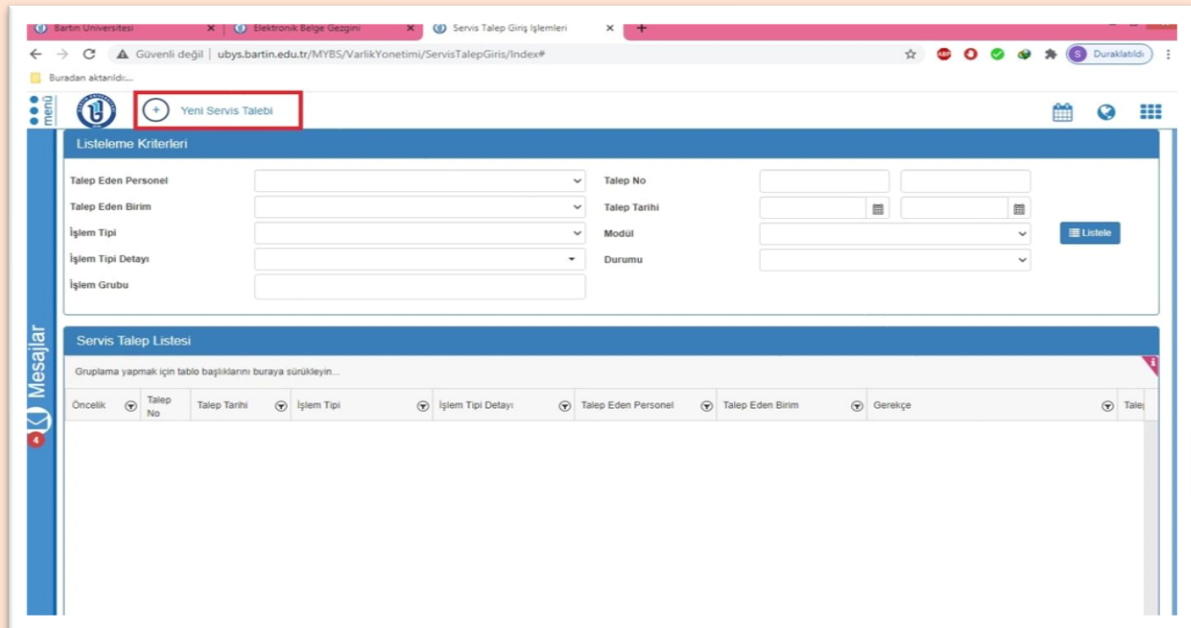 Bartın Üniversitesi
Elektronik Belge Gezgini
Servis Talep Giriş İşlemleri
Güvenli değil ubys.bartin.edu.tr/MYBS/VarlikYonetimi/ServisTalepGiris/Index#
ABP
S Duraklatıldı
Buradan aktarıldı:...
menü
Yeni Servis Talebi
Listeleme Kriterleri
Talep Eden Personel Talep No
Talep Eden Birim Talep Tarihi
İşlem Tipi Modül Listele
İşlem Tipi Detayı Durumu
İşlem Grubu
Mesajlar
4
Servis Talep Listesi
Gruplama yapmak için tablo başlıklarını buraya sürükleyin...
Öncelik Talep No Talep Tarihi İşlem Tipi İşlem Tipi Detayı Talep Eden Personel Talep Eden Birim Gerekçe